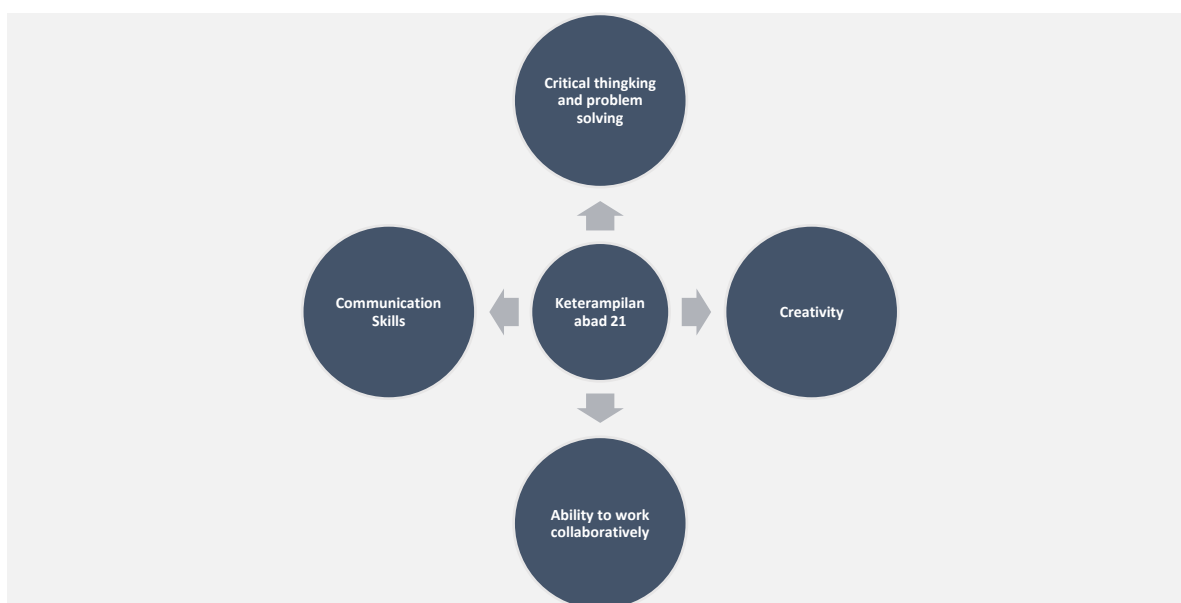 Critical thingking
and problem
solving
Communication
Skills
Keterampilan
abad 21
Creativity
Ability to work
collaboratively